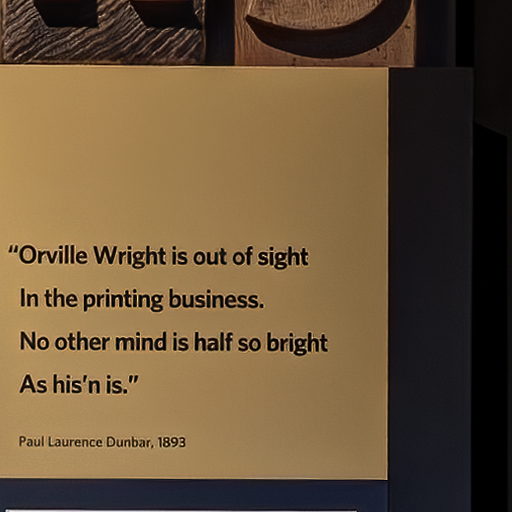 “Orville Wright is out of sight
In the printing business.
No other mind is half so bright
As his’n is.”
Paul Laurence Dunbar, 1893